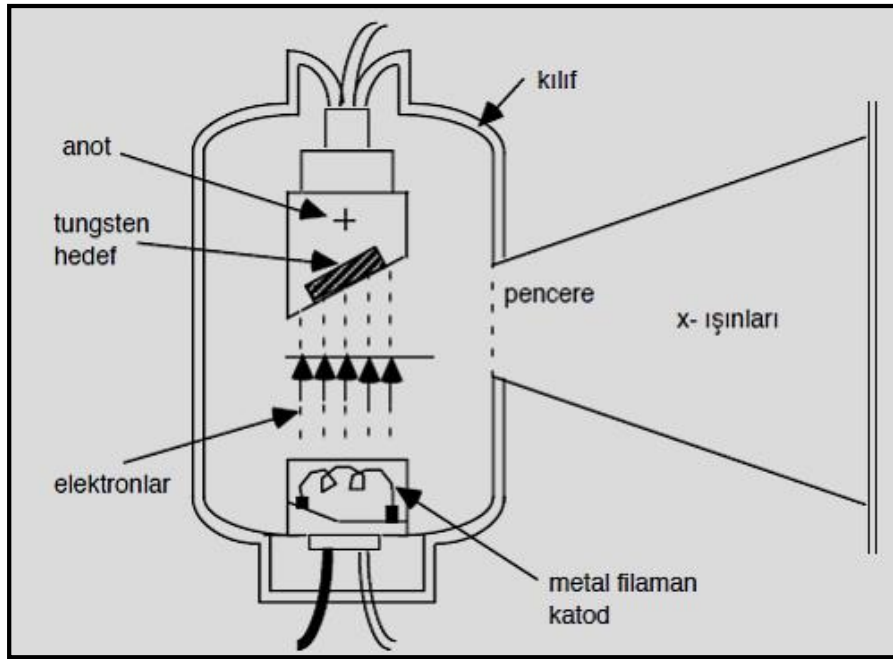 kılıf
anot
+
tungsten
hedef
pencere
x- ışınları
elektronlar
metal filaman
katod